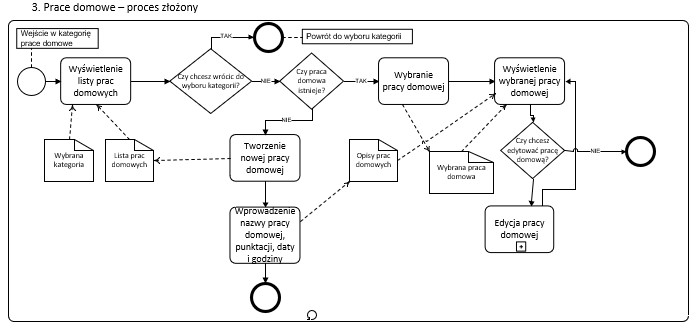 3. Prace domowe – proces złożony
Wejście w kategorię
prace domowe
TAK
Powrót do wyboru kategorii
Wyświetlenie
listy prac
domowych
Czy chcesz wrócic do
wyboru kategorii?
NIE
Czy praca
domowa
istnieje?
TAK
Wybranie
pracy domowej
Wyświetlenie
wybranej pracy
domowej
NIE
Wybrana
kategoria
Lista prac
domowych
Tworzenie
nowej pracy
domowej
Opisy prac
domowych
Wybrana praca
domowa
Czy chcesz
edytować pracę
domową?
NIE
Wprowadzenie
nazwy pracy
domowej,
punktacji, daty
i godziny
Edycja pracy
domowej